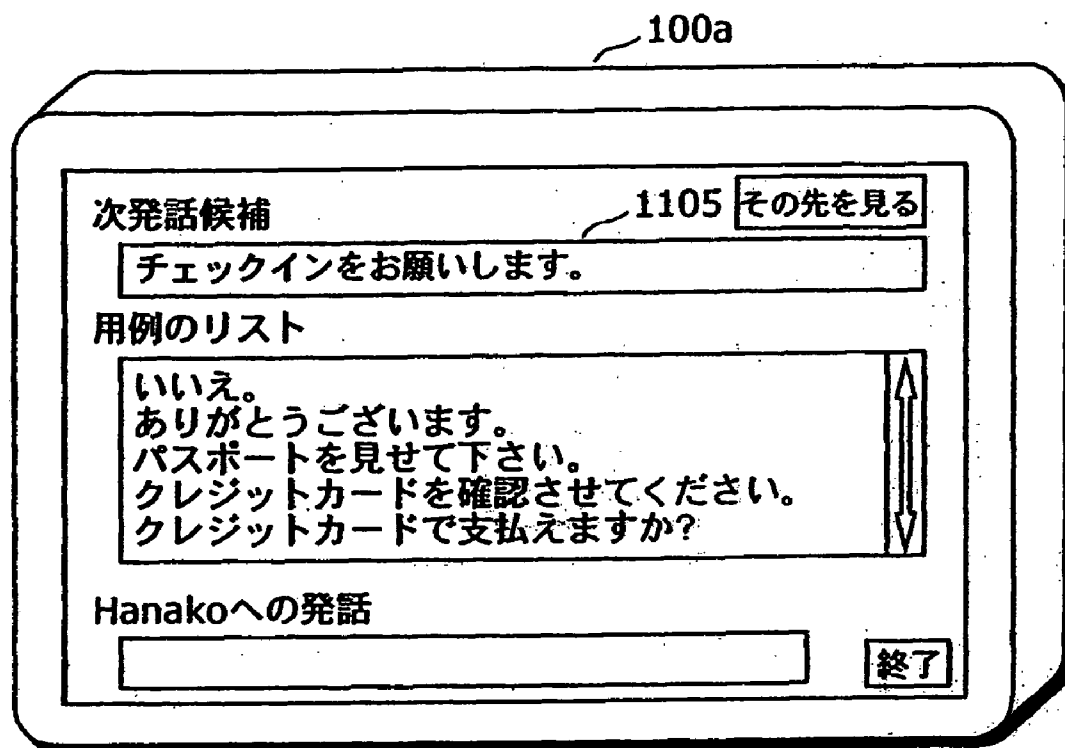 100a
次発話候補
1105 その先を見る
チェックインをお願いします。
用例のリスト
いいえ。
ありがとうございます。
パスポートを見せて下さい。
クレジットカードを確認させてください。
クレジットカードで支払えますか?
Hanakoへの発話
終了